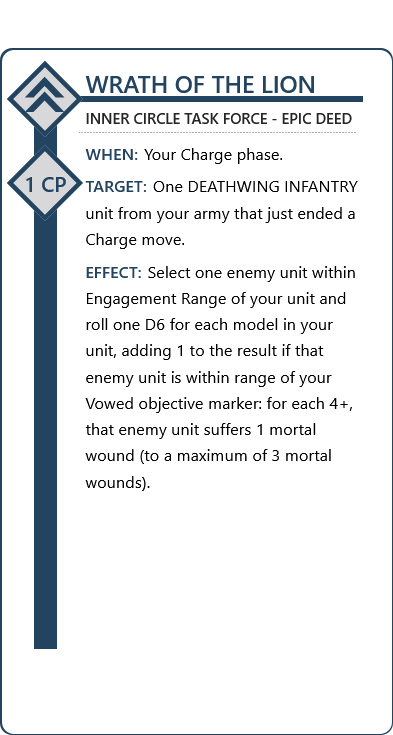 WRATH OF THE LION
INNER CIRCLE TASK FORCE - EPIC DEED
WHEN: Your Charge phase.
1 CP
TARGET: One DEATHWING INFANTRY
unit from your army that just ended a
Charge move.
EFFECT: Select one enemy unit within
Engagement Range of your unit and
roll one D6 for each model in your
unit, adding 1 to the result if that
enemy unit is within range of your
Vowed objective marker: for each 4+,
that enemy unit suffers 1 mortal
wound (to a maximum of 3 mortal
wounds).